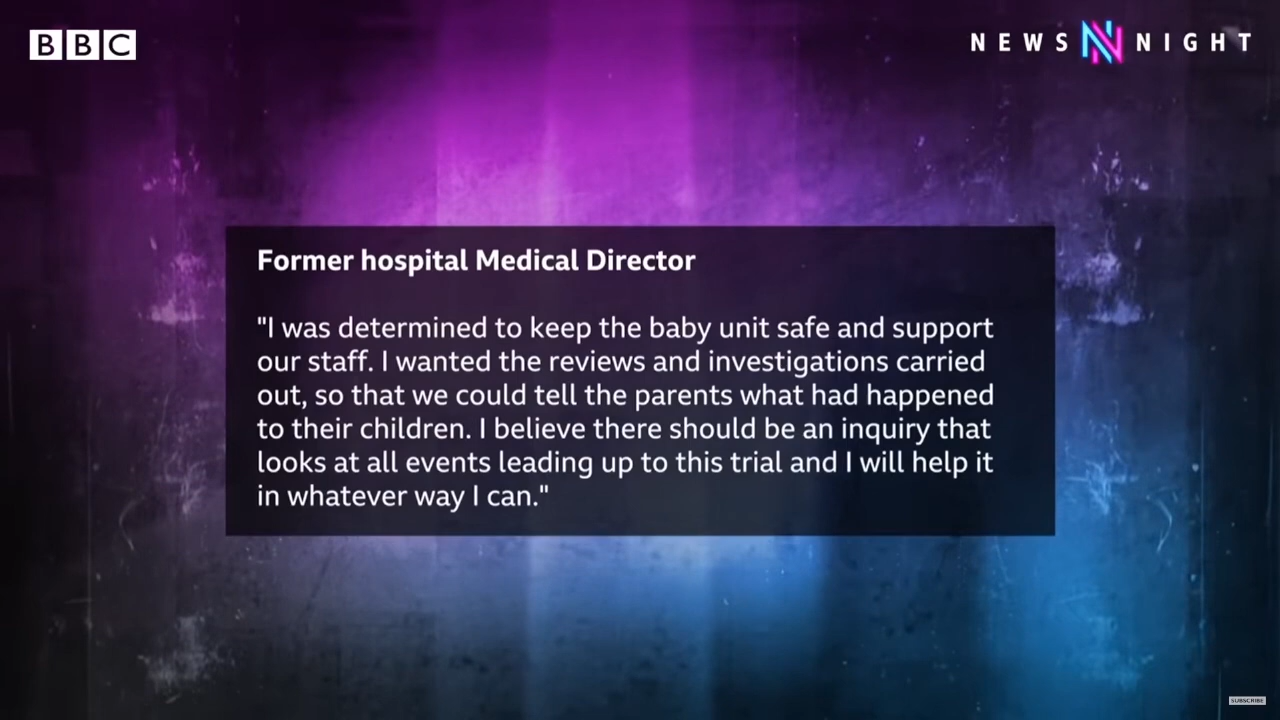 BBC
NEWS N NIGHT
Former hospital Medical Director
"I was determined to keep the baby unit safe and support
our staff. I wanted the reviews and investigations carried
out, so that we could tell the parents what had happened
to their children. I believe there should be an inquiry that
looks at all events leading up to this trial and I will help it
in whatever way I can."
SUBSCRIBE